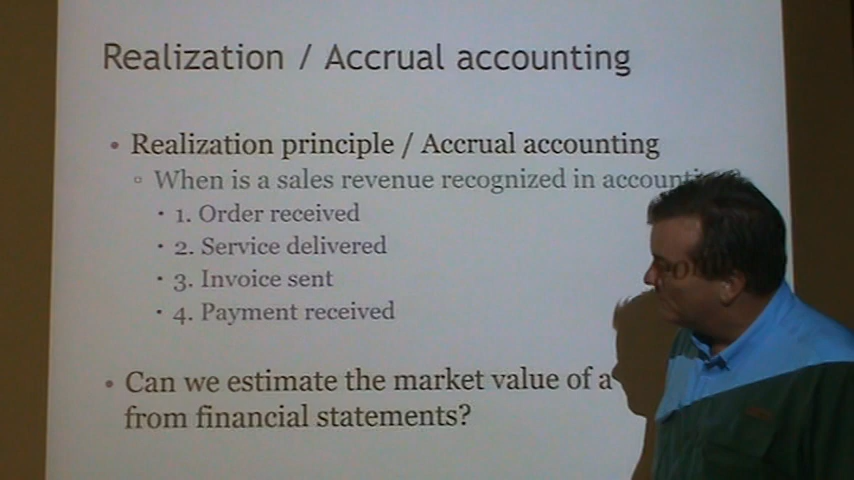 Realization / Accrual accounting
• Realization principle / Accrual accounting
▫ When is a sales revenue recognized in
▪ 1. Order received
▪ 2. Service delivered
▪ 3. Invoice sent
▪ 4. Payment received
• Can we estimate the market value of a
from financial statements?